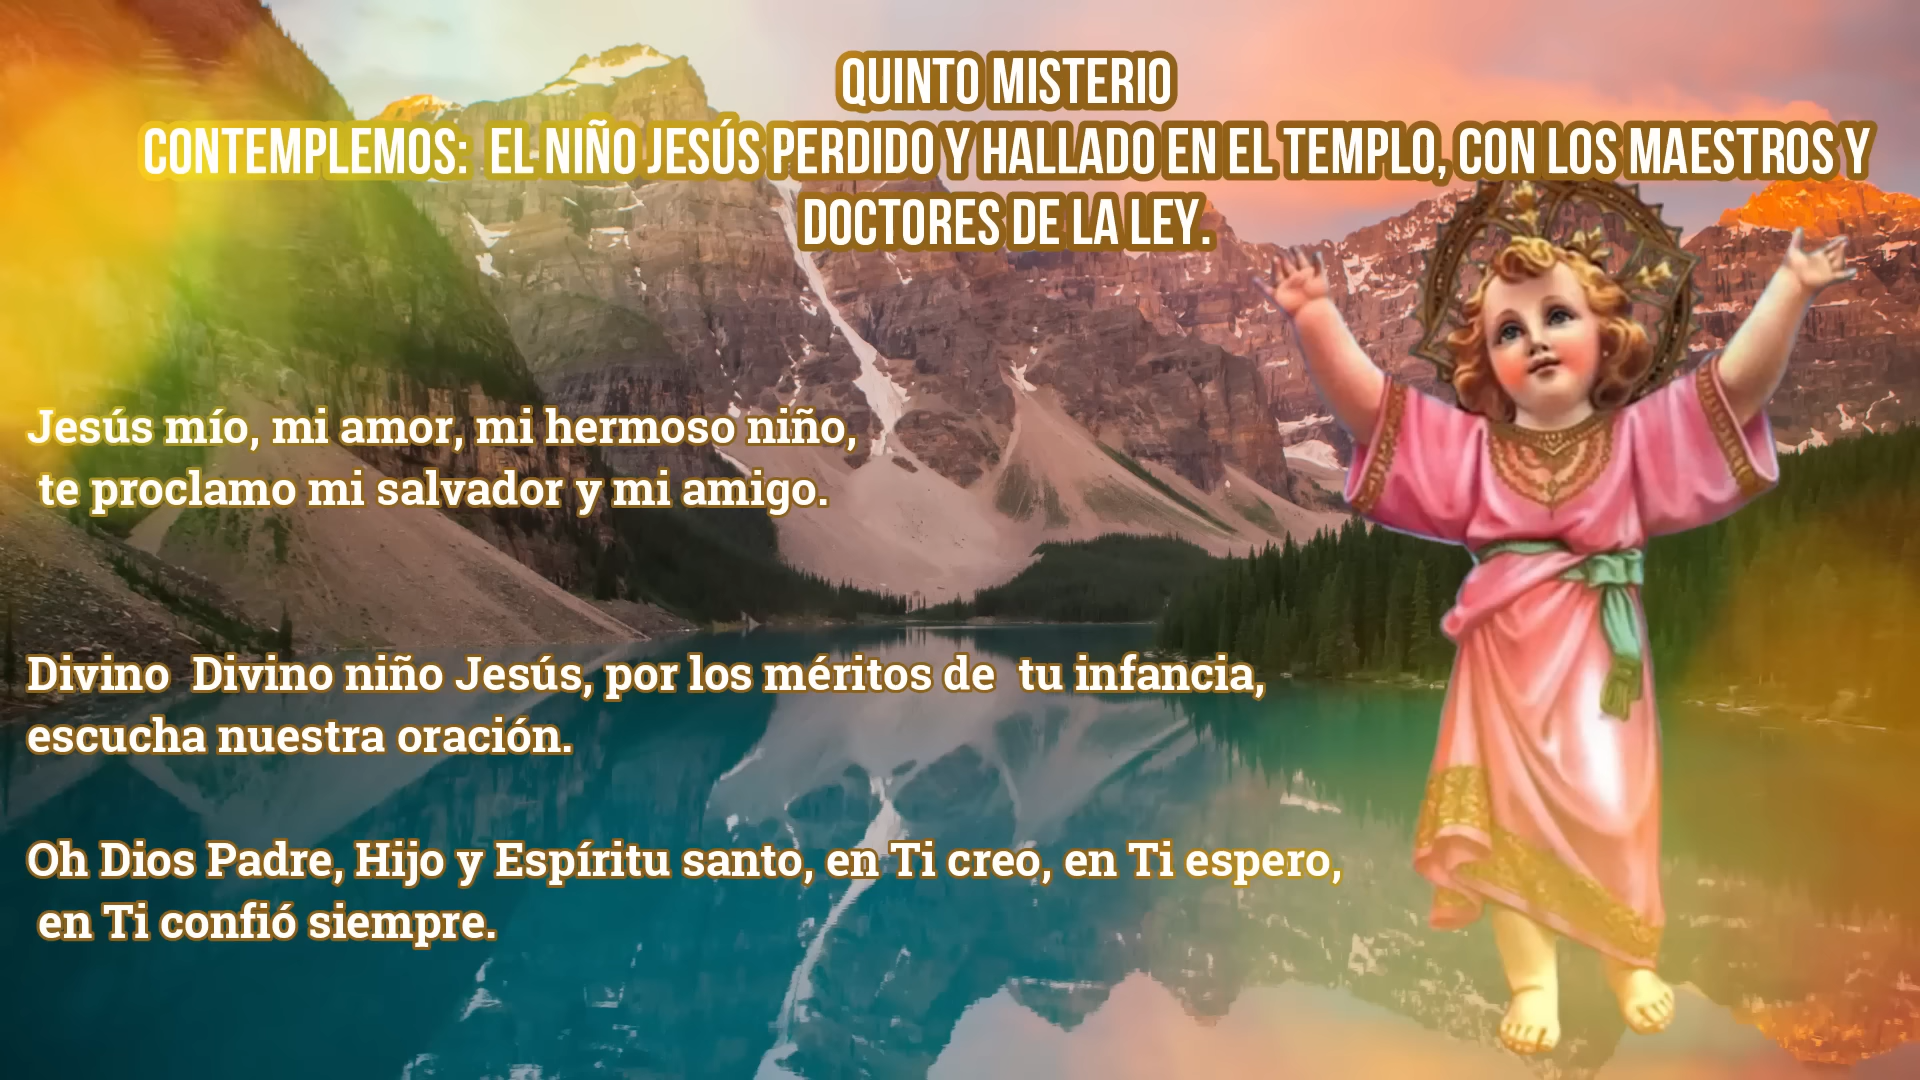 QUINTO MISTERIO
CONTEMPLEMOS:  EL NIÑO JESÚS PERDIDO Y HALLADO EN EL TEMPLO, CON LOS MAESTROS Y
DOCTORES DE LA LEY.
Jesús mío, mi amor, mi hermoso niño,
te proclamo mi salvador y mi amigo.
Divino  Divino niño Jesús, por los méritos de  tu infancia,
escucha nuestra oración.
Oh Dios Padre, Hijo y Espíritu santo, en Ti creo, en Ti espero,
en Ti confió siempre.